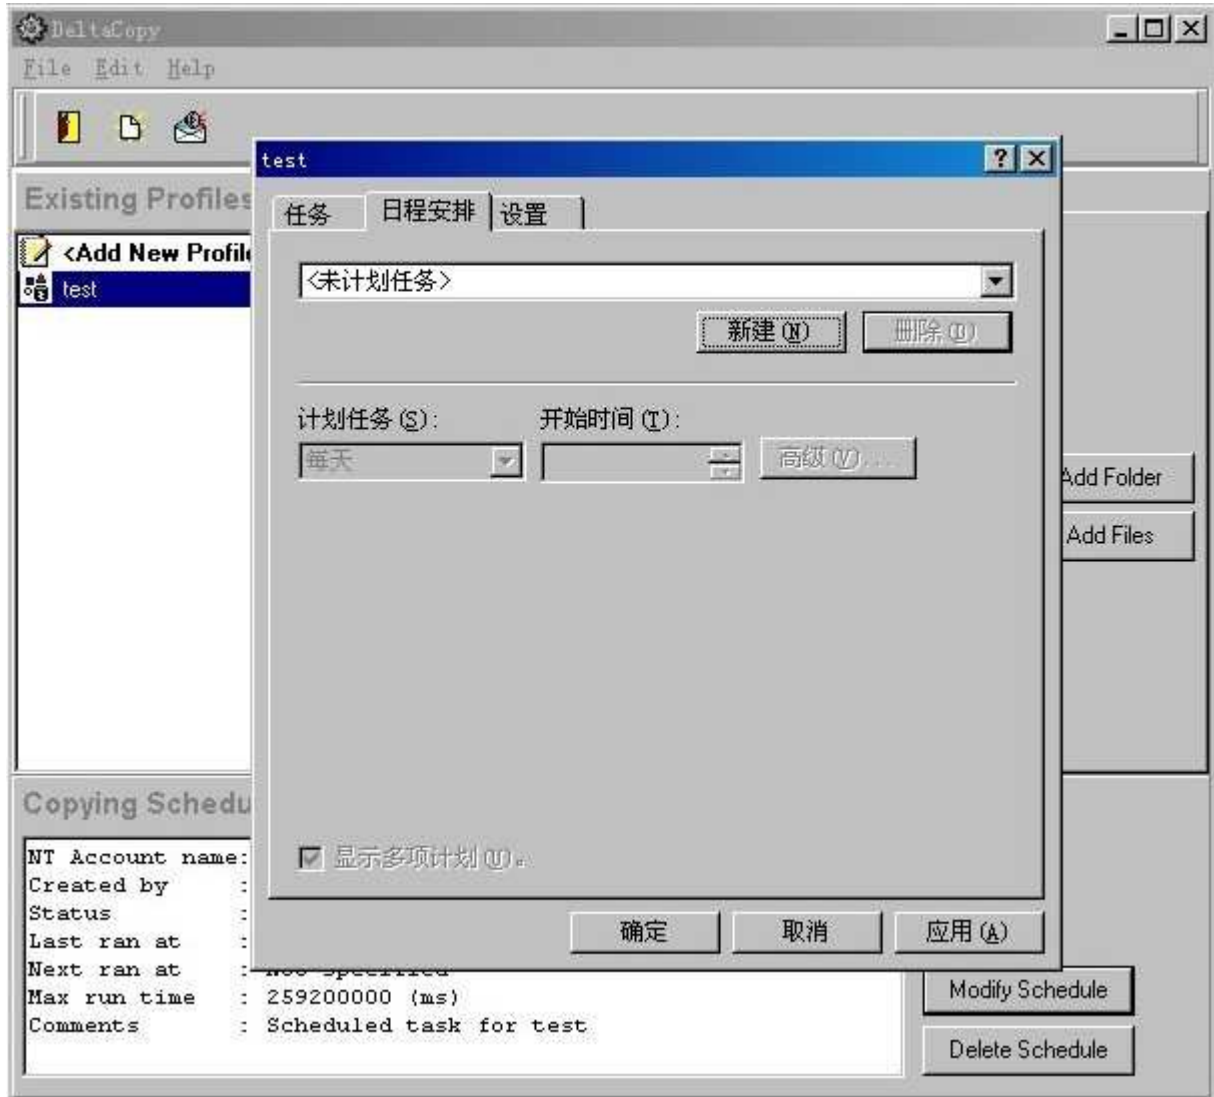 DeltaCopy
File Edit Help
test
Existing Profiles
任务 日程安排 设置
<Add New Profile
test
<未计划任务>
新建(N) 删除(D)
计划任务(S): 开始时间(T):
每天 高级(V)...
Add Folder
Add Files
显示多项计划(U)。
确定 取消 应用(A)
Copying Schedu
NT Account name:
Created by :
Status :
Last ran at :
Next ran at : Not Specified
Max run time : 259200000 (ms)
Comments : Scheduled task for test
Modify Schedule
Delete Schedule